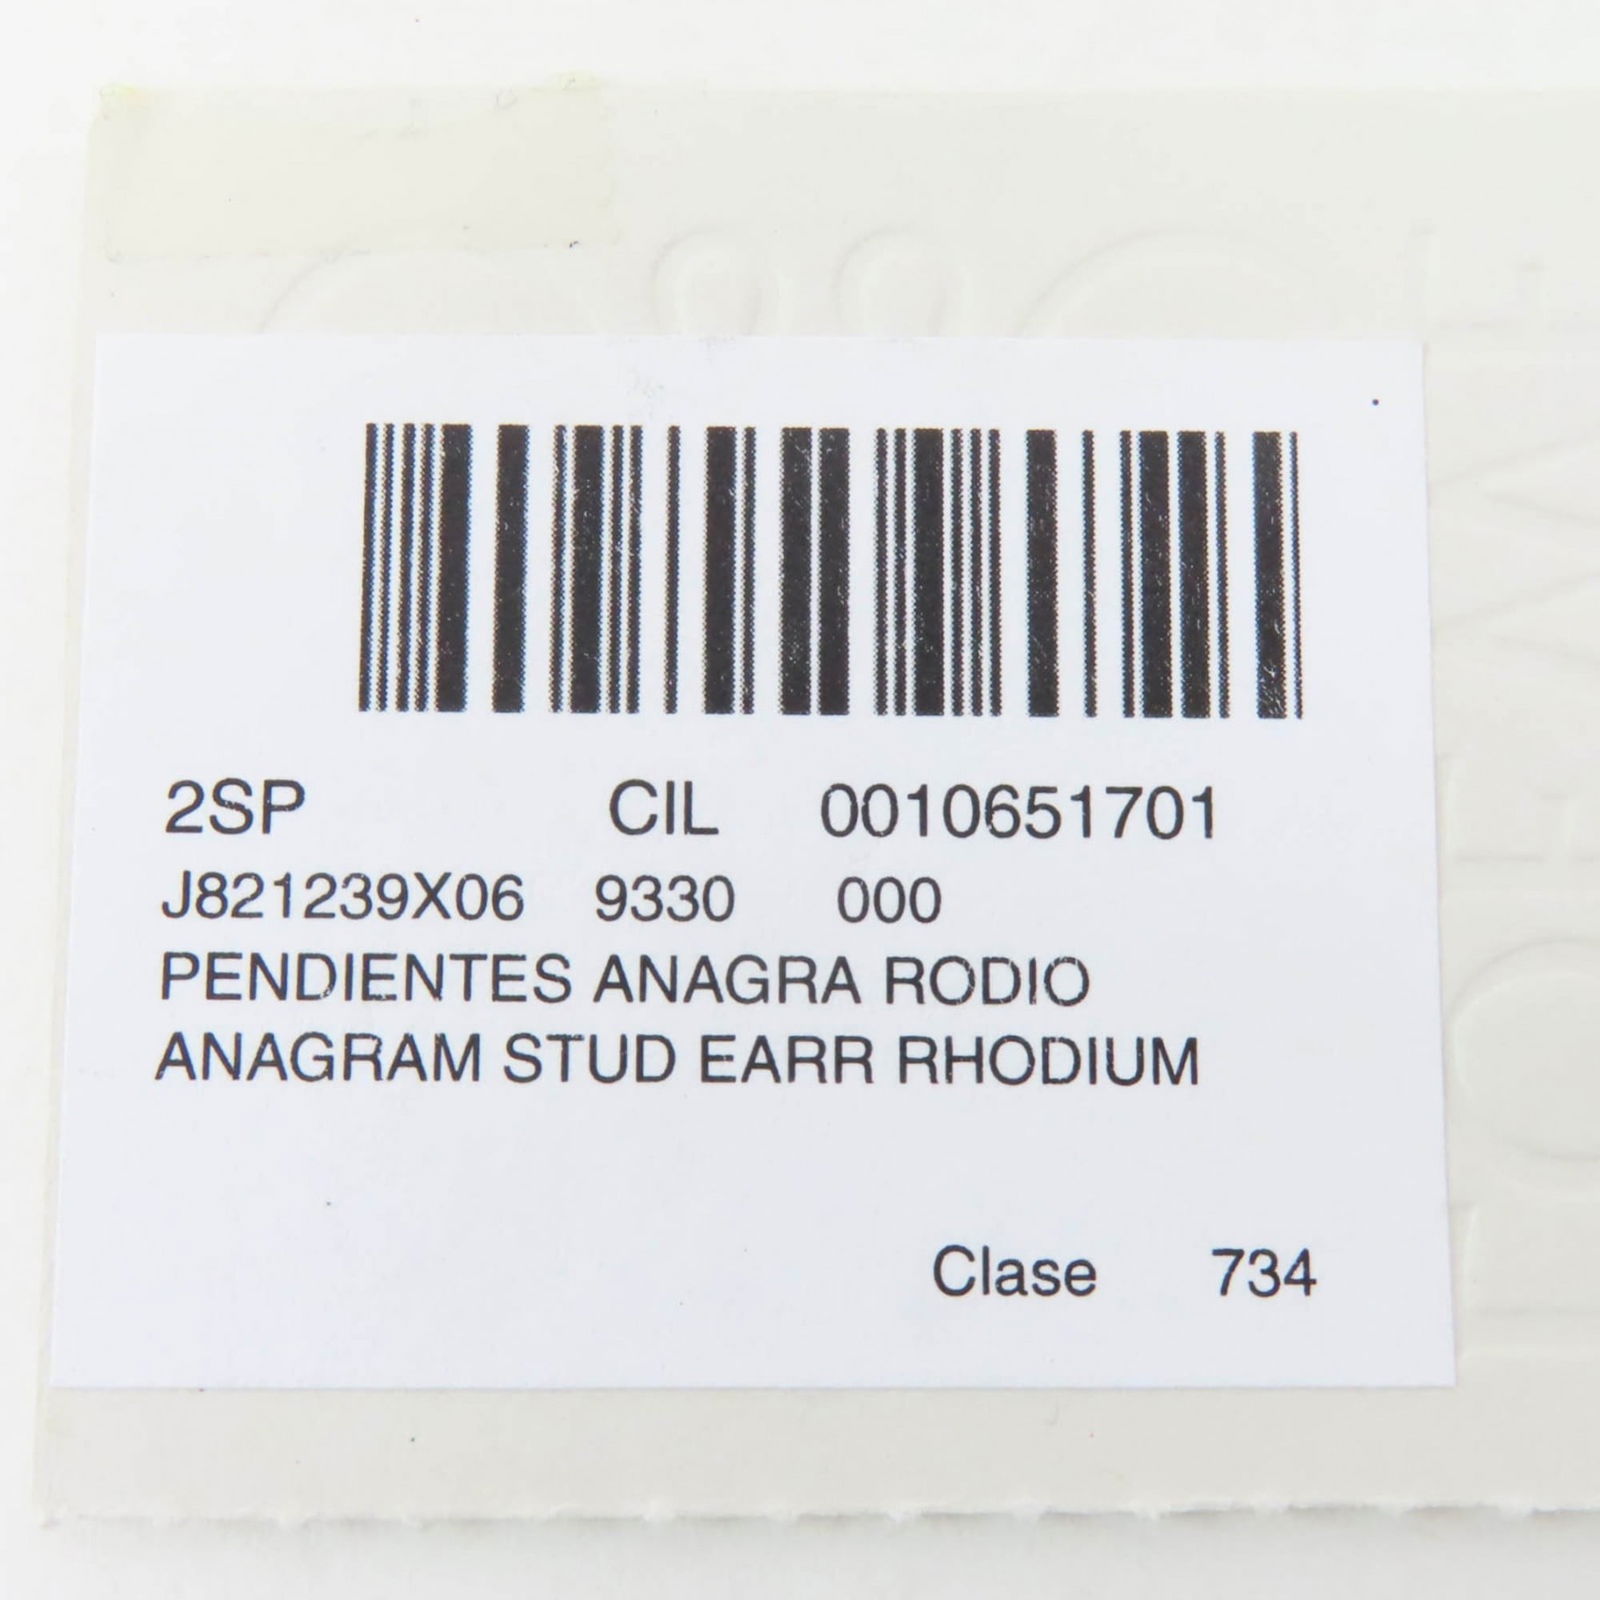 2SP CIL 0010651701
J821239X06 9330 000
PENDIENTES ANAGRA RODIO
ANAGRAM STUD EARR RHODIUM
Clase 734